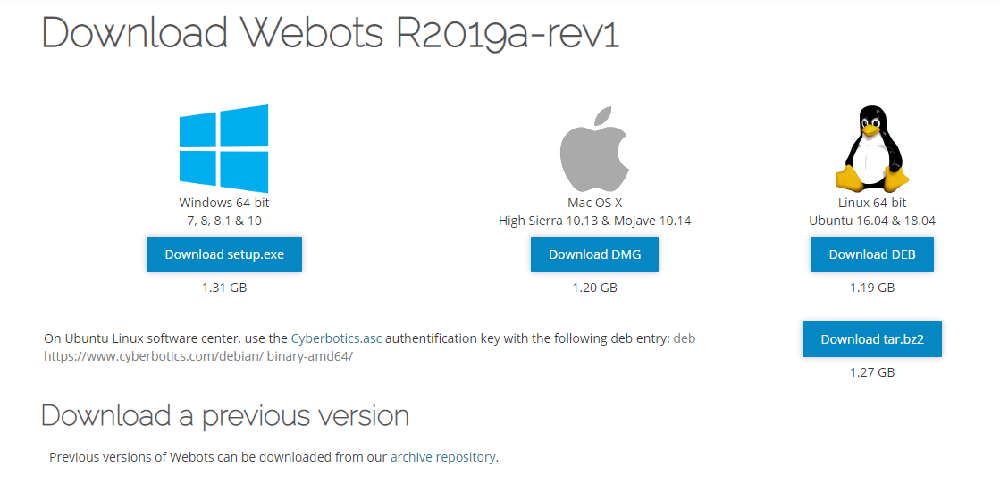 Download Webots R2019a-rev1
Windows 64-bit
7, 8, 8.1 & 10
Download setup.exe
1.31 GB
Mac OS X
High Sierra 10.13 & Mojave 10.14
Download DMG
1.20 GB
Linux 64-bit
Ubuntu 16.04 & 18.04
Download DEB
1.19 GB
Download tar.bz2
1.27 GB
On Ubuntu Linux software center, use the Cyberbotics.asc authentification key with the following deb entry: deb
https://www.cyberbotics.com/debian/ binary-amd64/
Download a previous version
Previous versions of Webots can be downloaded from our archive repository.